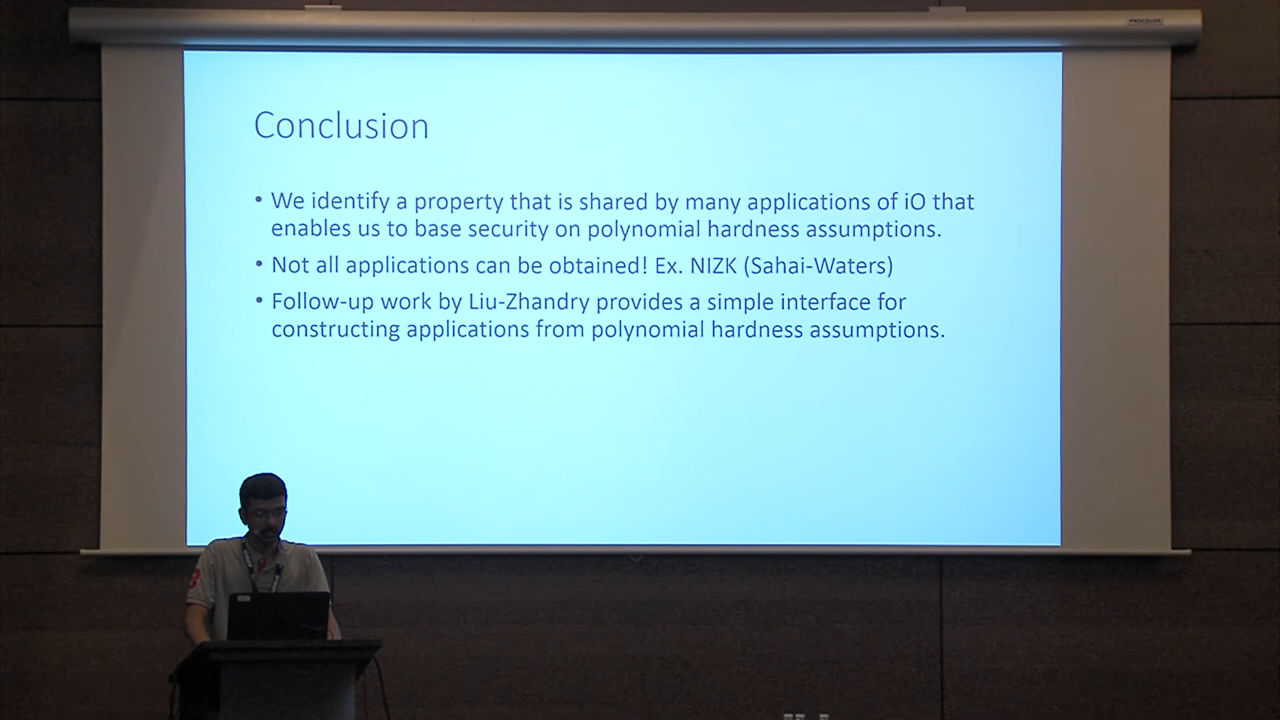 PROCOLOR
Conclusion
• We identify a property that is shared by many applications of iO that
enables us to base security on polynomial hardness assumptions.
• Not all applications can be obtained! Ex. NIZK (Sahai-Waters)
• Follow-up work by Liu-Zhandry provides a simple interface for
constructing applications from polynomial hardness assumptions.